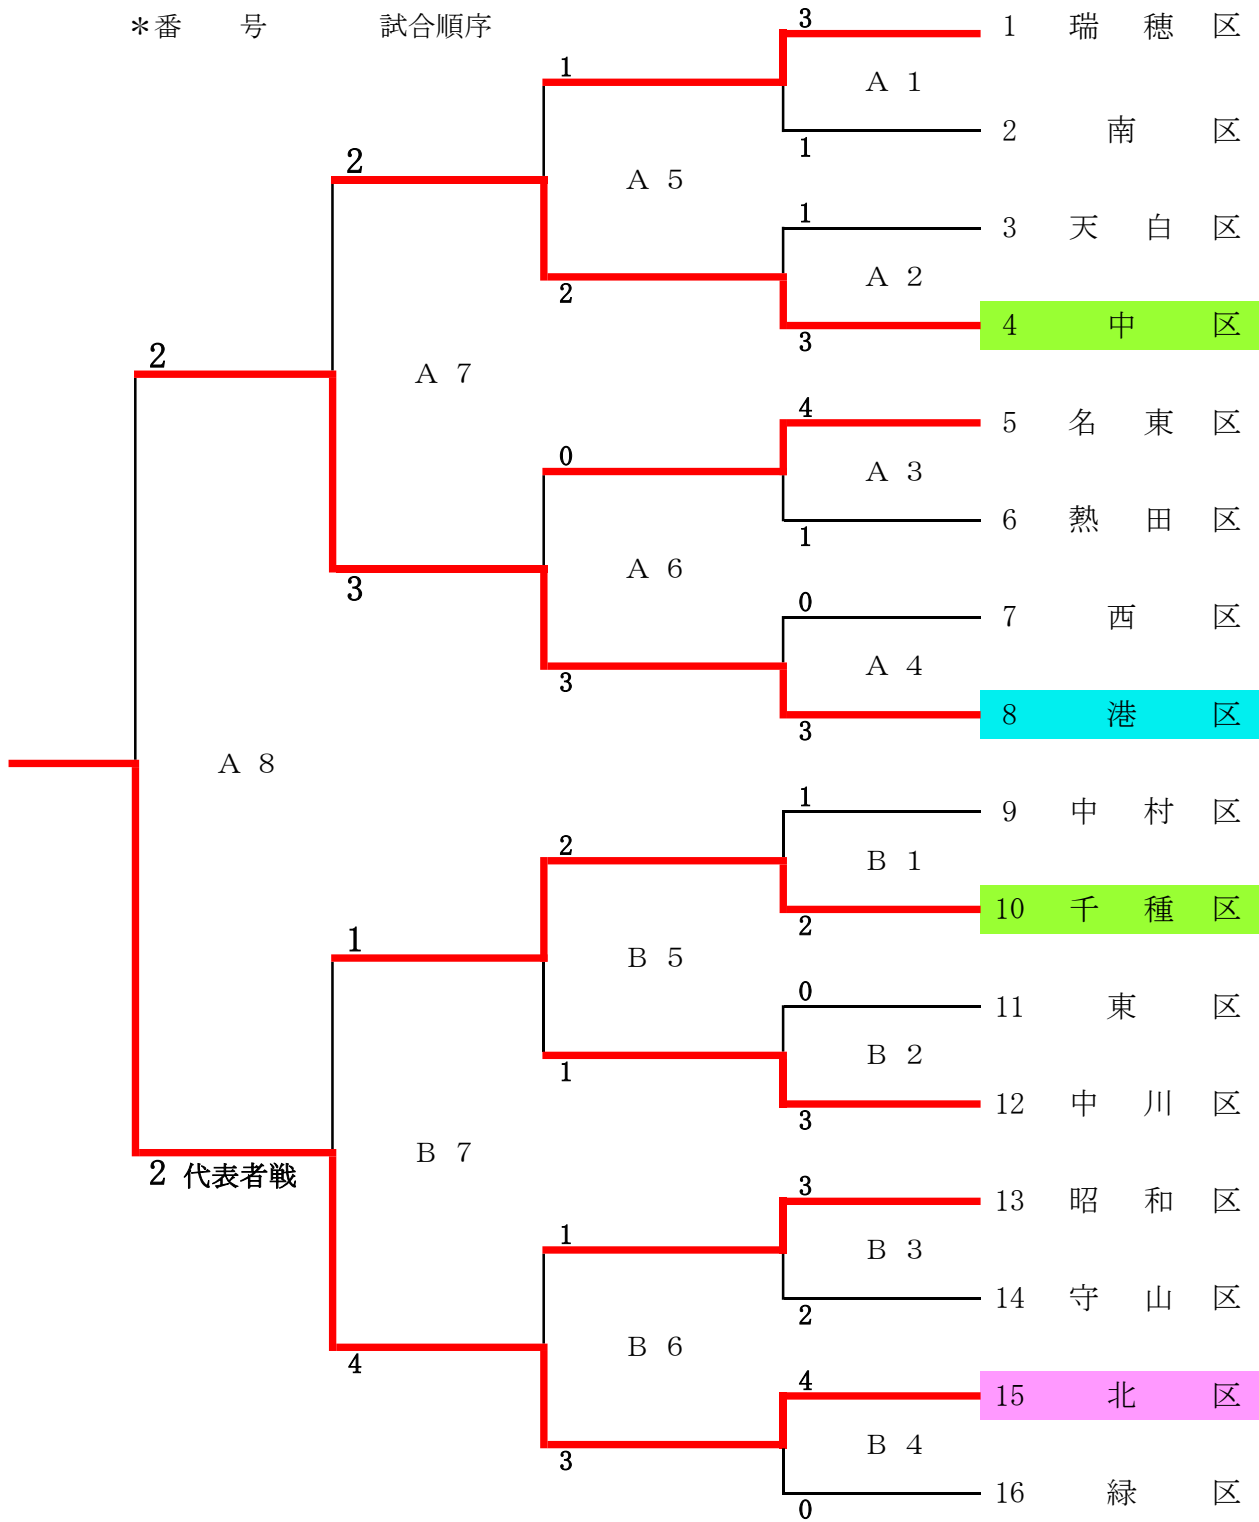 ＊番　号　試合順序
3 1 瑞穂区
1
A 1
2 南区
1
2
A 5
1 3 天白区
A 2
2
4 中区
3
2
A 7
4 5 名東区
0
A 3
6 熱田区
1
3
A 6
0 7 西区
A 4
3
8 港区
3
A 8
1 9 中村区
2
B 1
10 千種区
2
1
B 5
0 11 東区
B 2
1
12 中川区
3
2 代表者戦
B 7
3 13 昭和区
1
B 3
14 守山区
2
4
B 6
4 15 北区
B 4
3
16 緑区
0